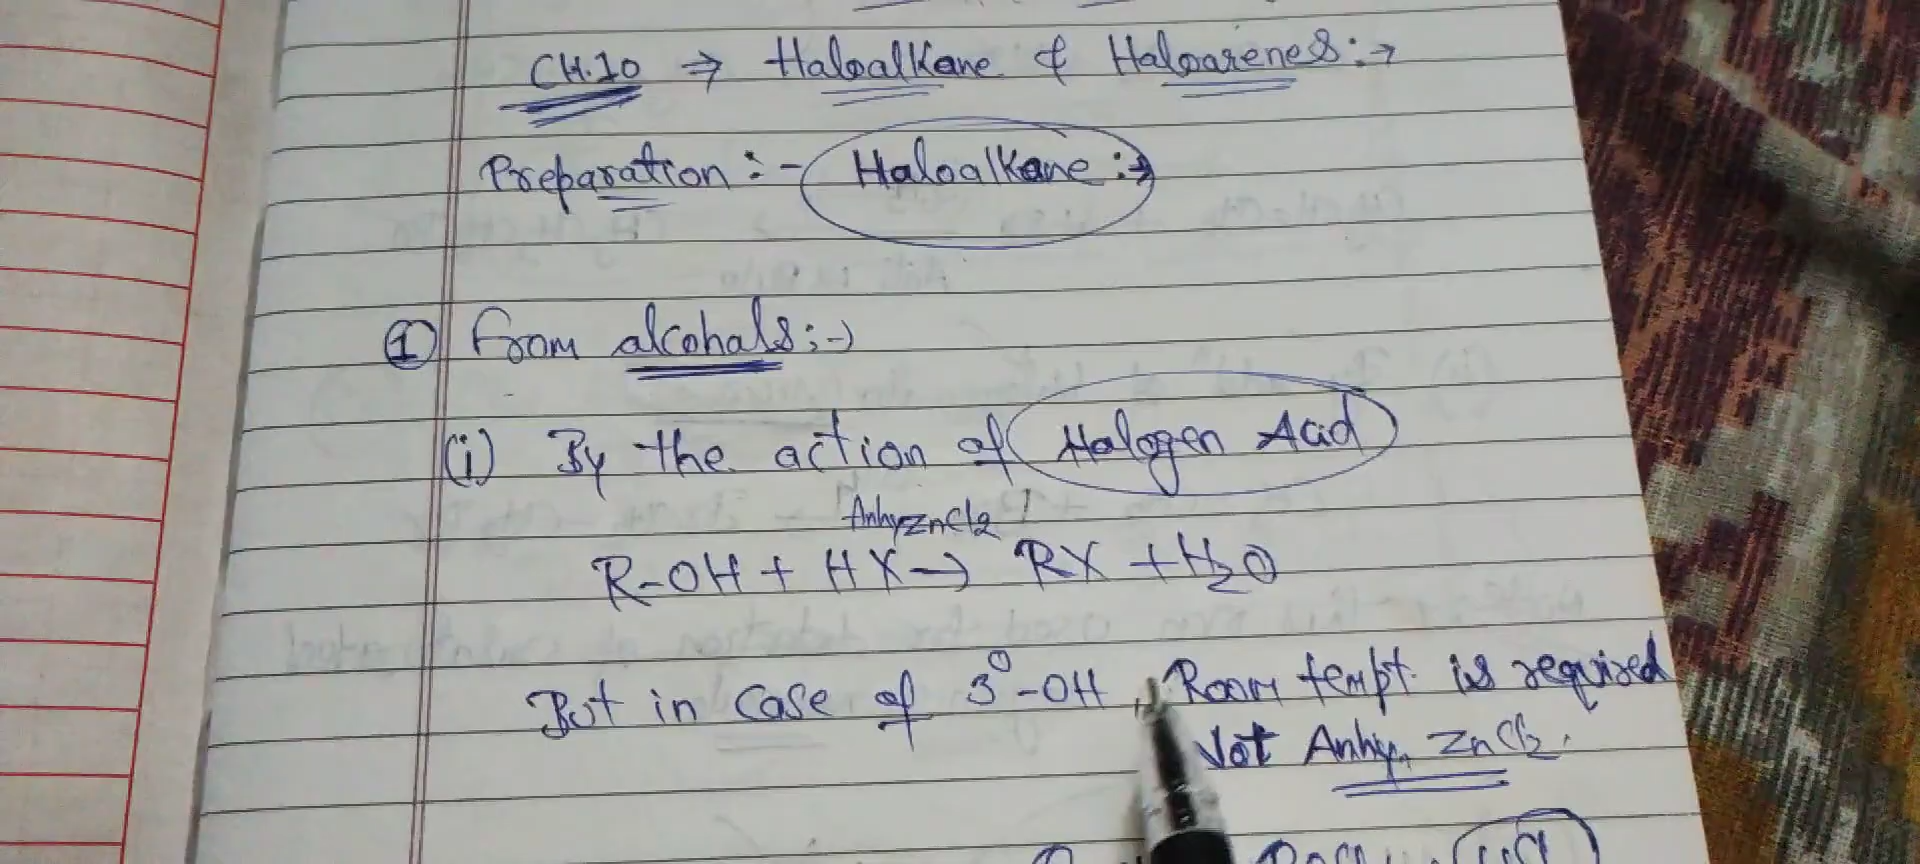 CH.10 ⇒ Haloalkane & Haloarenes:→
Preparation:- Haloalkane:→
① From alcohals:-)
(i) By the action of Halogen Acid
Anhy ZnCl2
R-OH + HX → RX + H2O
But in case of 3°-OH, Room tempt. is required
Not Anhy. ZnCl2.